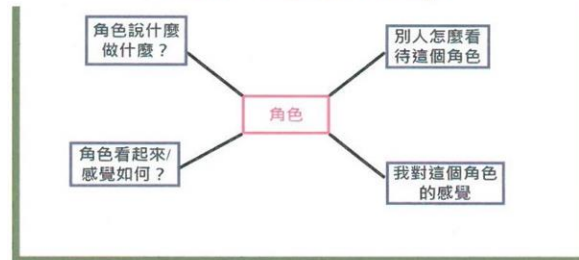 角色說什麼
做什麼？
別人怎麼看
待這個角色
角色
角色看起來/
感覺如何？
我對這個角色
的感覺